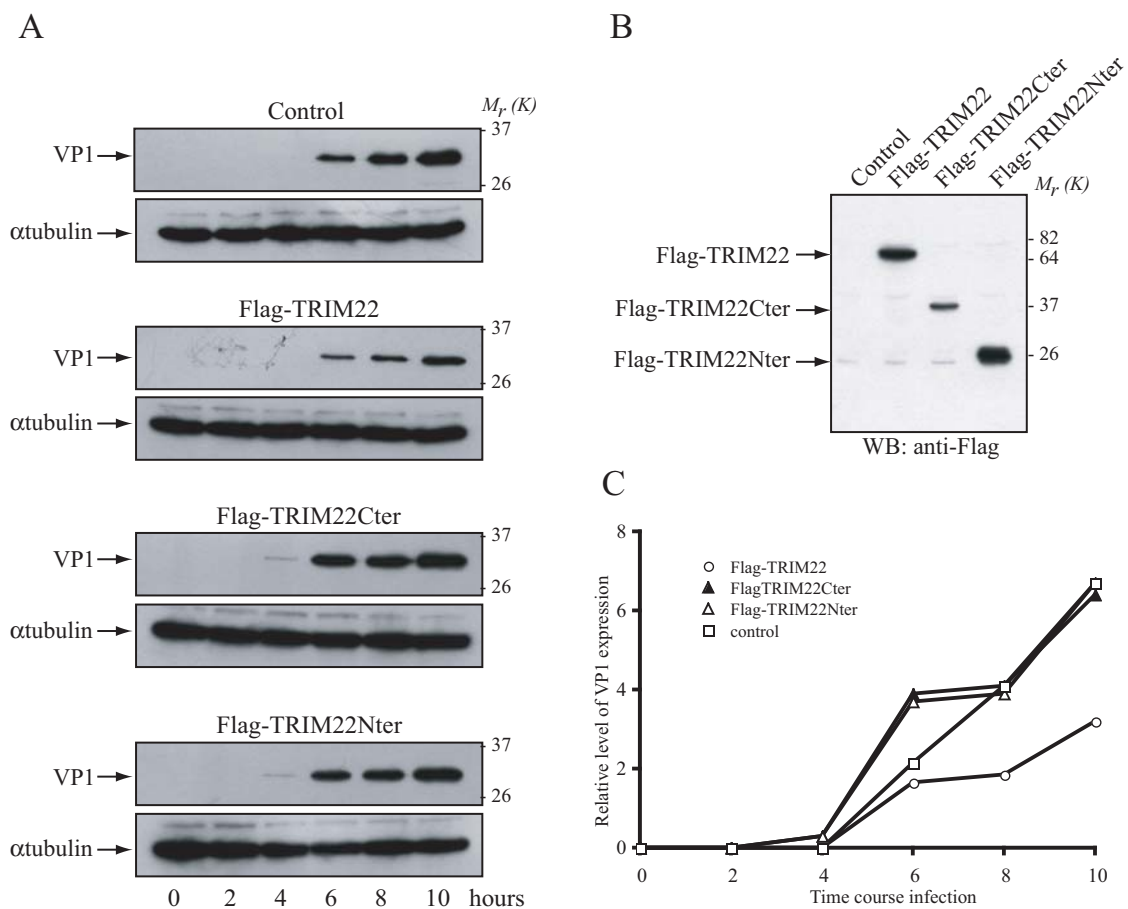 A
Control
M_r (K)
VP1
37
26
αtubulin
Flag-TRIM22
VP1
37
26
αtubulin
Flag-TRIM22Cter
VP1
37
26
αtubulin
Flag-TRIM22Nter
VP1
37
26
αtubulin
0 2 4 6 8 10 hours
B
Control
Flag-TRIM22
Flag-TRIM22Cter
Flag-TRIM22Nter
M_r (K)
Flag-TRIM22
Flag-TRIM22Cter
Flag-TRIM22Nter
82
64
37
26
WB: anti-Flag
C
Relative level of VP1 expression
8
6
4
2
0
Flag-TRIM22
FlagTRIM22Cter
Flag-TRIM22Nter
control
0 2 4 6 8 10
Time course infection